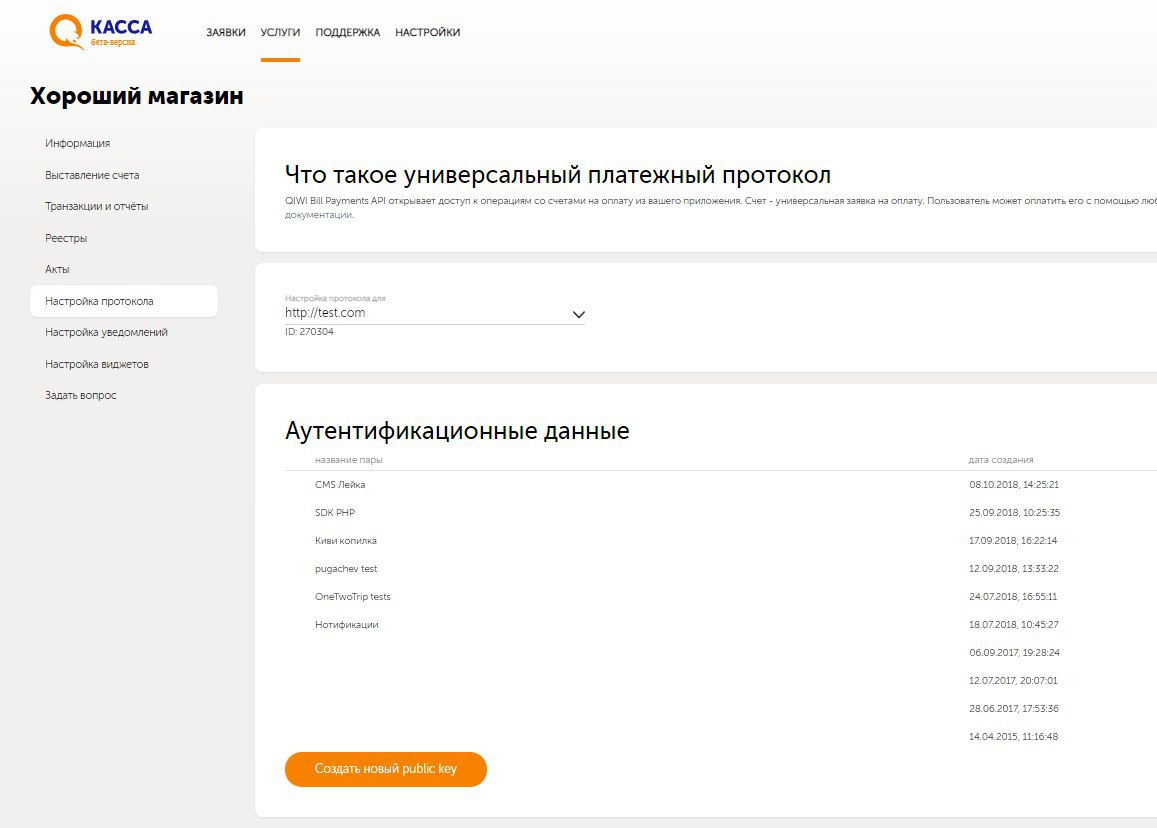 КАССА
бета-версия
ЗАЯВКИ УСЛУГИ ПОДДЕРЖКА НАСТРОЙКИ
Хороший магазин
Информация
Выставление счета
Транзакции и отчёты
Реестры
Акты
Настройка протокола
Настройка уведомлений
Настройка виджетов
Задать вопрос
Что такое универсальный платежный протокол
QIWI Bill Payments API открывает доступ к операциям со счетами на оплату из вашего приложения. Счет - универсальная заявка на оплату. Пользователь может оплатить его с помощью люб
документации.
Настройка протокола для
http://test.com
ID: 270304
Аутентификационные данные
название пары дата создания
CMS Лейка 08.10.2018, 14:25:21
SDK PHP 25.09.2018, 10:25:35
Киви копилка 17.09.2018, 16:22:14
pugachev test 12.09.2018, 13:33:22
OneTwoTrip tests 24.07.2018, 16:55:11
Нотификации 18.07.2018, 10:45:27
06.09.2017, 19:28:24
12.07.2017, 20:07:01
28.06.2017, 17:53:36
14.04.2015, 11:16:48
Создать новый public key